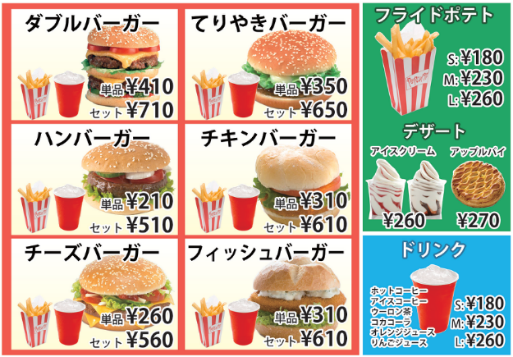 ダブルバーガー
単品 ¥410
セット ¥710
てりやきバーガー
単品 ¥350
セット ¥650
ハンバーガー
単品 ¥210
セット ¥510
チキンバーガー
単品 ¥310
セット ¥610
チーズバーガー
単品 ¥260
セット ¥560
フィッシュバーガー
単品 ¥310
セット ¥610
フライドポテト
S: ¥180
M: ¥230
L: ¥260
デザート
アイスクリーム
¥260
アップルパイ
¥270
ドリンク
ホットコーヒー
アイスコーヒー
ウーロン茶
コカコーラ
オレンジジュース
りんごジュース
S: ¥180
M: ¥230
L: ¥260